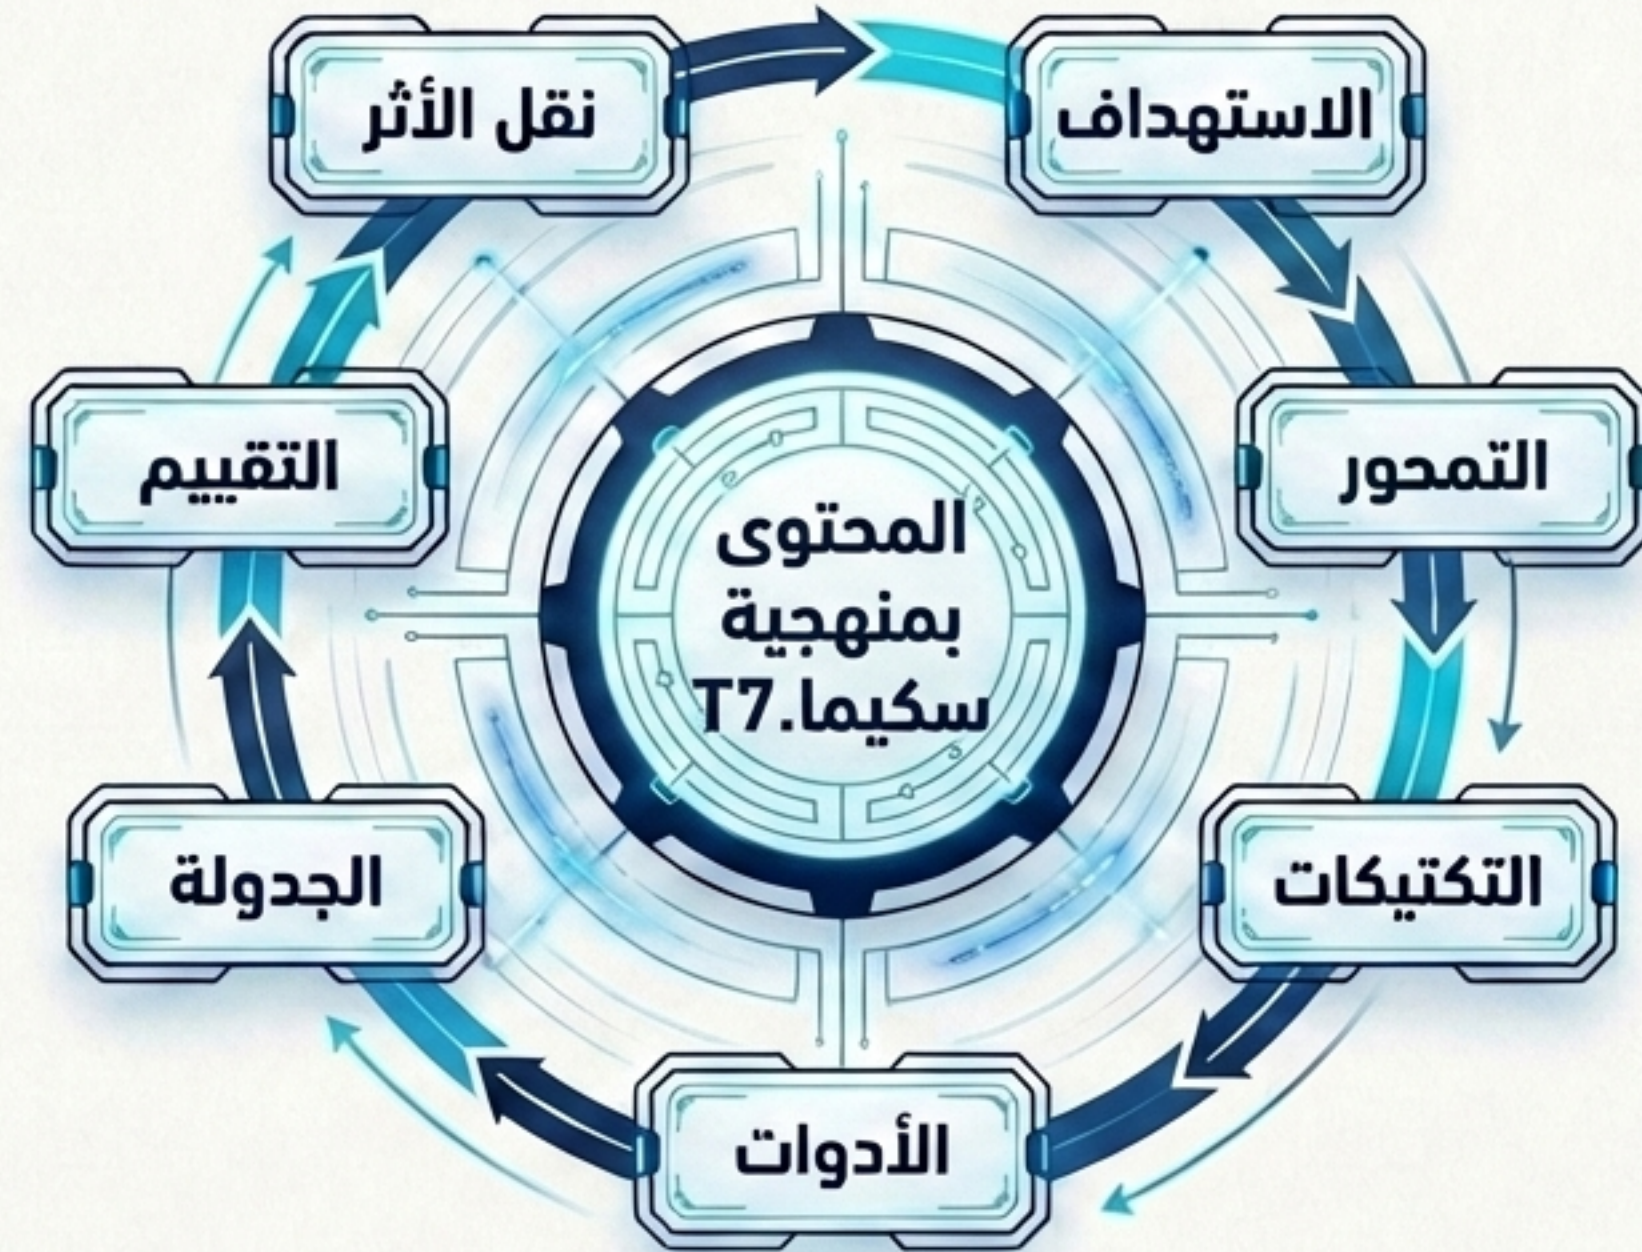 نقل الأثر
الاستهداف
التقييم
التمحور
المحتوى
بمنهجية
سكيما.T7
الجدولة
التكتيكات
الأدوات